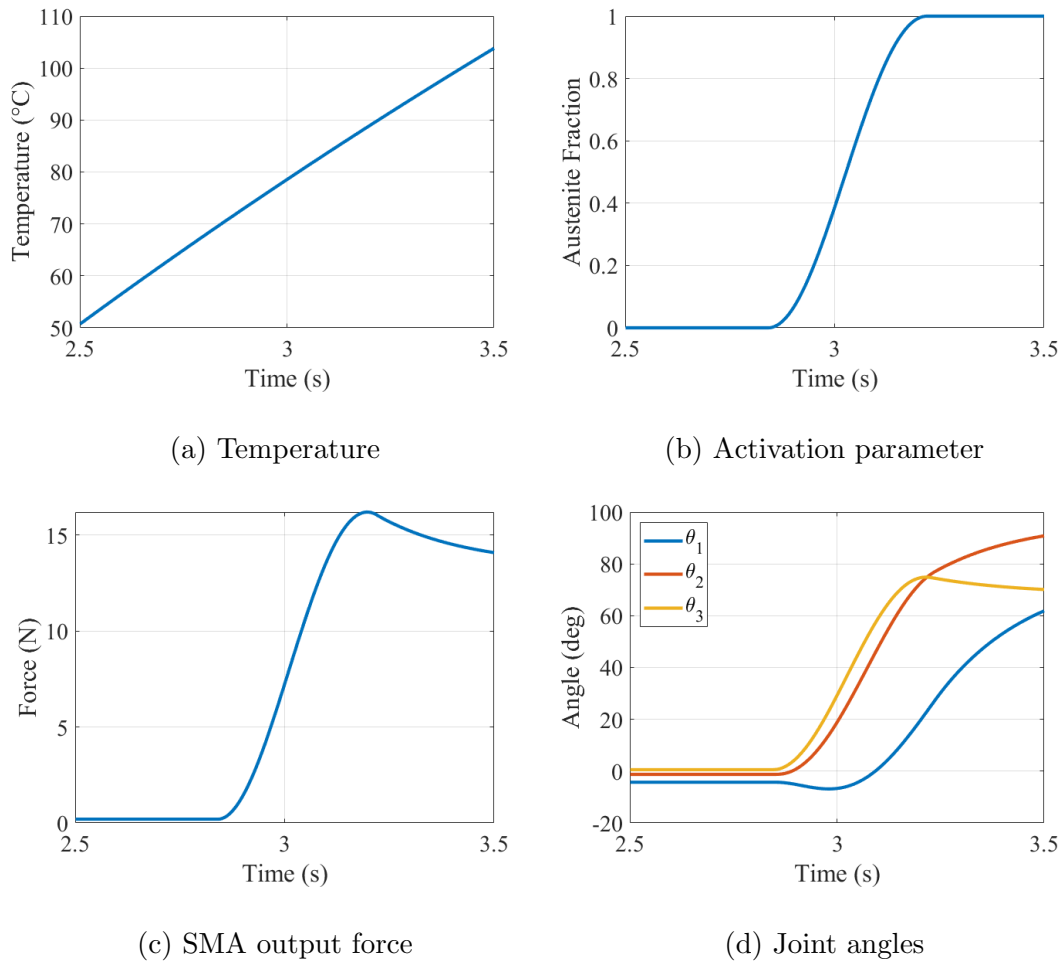 110
100
90
80
70
60
50
Temperature (°C)
2.5
3
3.5
Time (s)
(a) Temperature
1
0.8
0.6
0.4
0.2
0
Austenite Fraction
2.5
3
3.5
Time (s)
(b) Activation parameter
15
10
5
0
Force (N)
2.5
3
3.5
Time (s)
(c) SMA output force
100
80
60
40
20
0
-20
Angle (deg)
θ1
θ2
θ3
2.5
3
3.5
Time (s)
(d) Joint angles